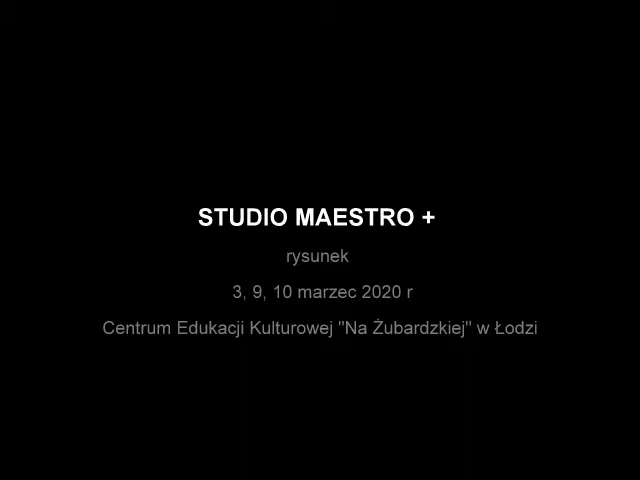 STUDIO MAESTRO +
rysunek
3, 9, 10 marzec 2020 r
Centrum Edukacji Kulturowej "Na Żubardzkiej" w Łodzi